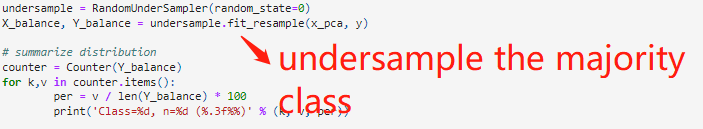 undersample = RandomUnderSampler(random_state=0)
X_balance, Y_balance = undersample.fit_resample(x_pca, y)
# summarize distribution
counter = Counter(Y_balance)
for k,v in counter.items():
per = v / len(Y_balance) * 100
print('Class=%d, n=%d (%.3f%%)' % (k, v, per))
undersample the majority
class